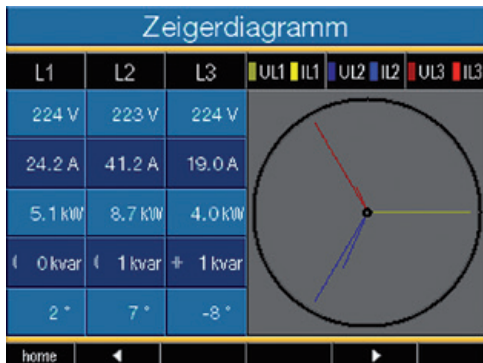 Zeigerdiagramm
L1 L2 L3 UL1 IL1 UL2 IL2 UL3 IL3
224 V 223 V 224 V
24.2 A 41.2 A 19.0 A
5.1 kW 8.7 kW 4.0 kW
0 kvar 1 kvar 1 kvar
2 ° 7 ° -8 °
home